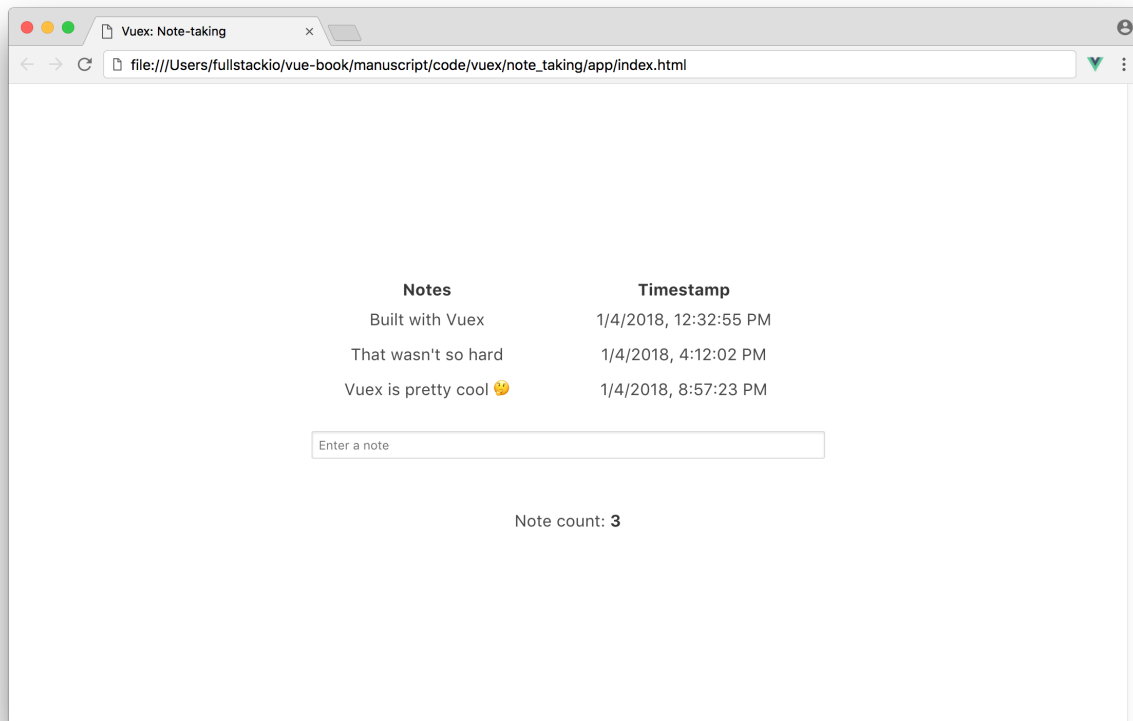 Vuex: Note-taking
file:///Users/fullstackio/vue-book/manuscript/code/vuex/note_taking/app/index.html
Notes Timestamp
Built with Vuex 1/4/2018, 12:32:55 PM
That wasn't so hard 1/4/2018, 4:12:02 PM
Vuex is pretty cool 🤔 1/4/2018, 8:57:23 PM
Enter a note
Note count: 3